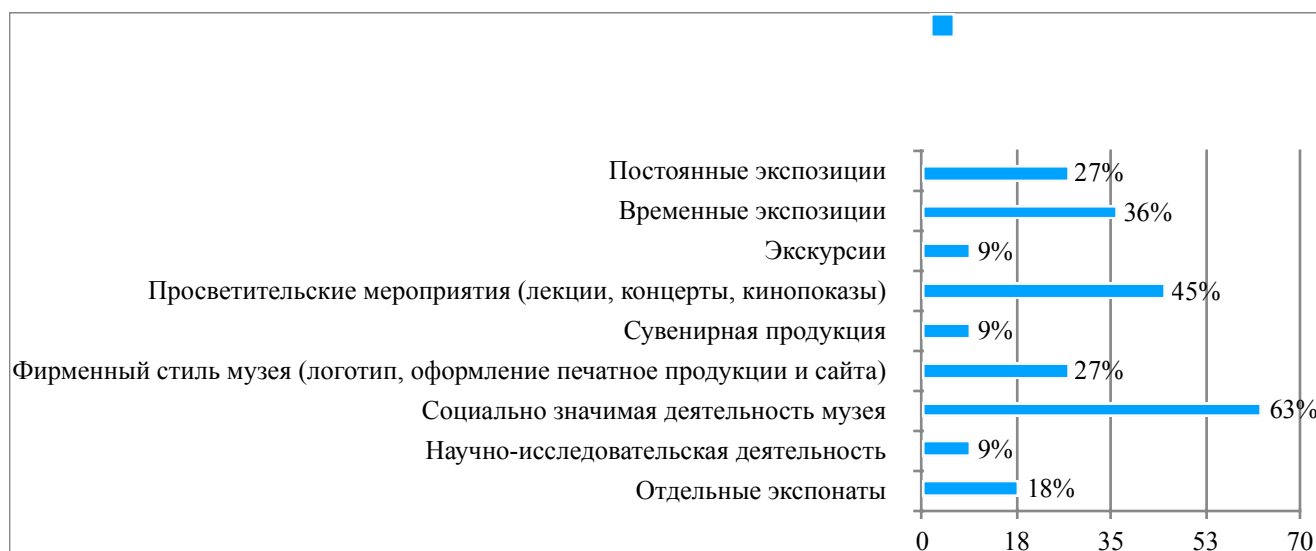 Постоянные экспозиции 27%
Временные экспозиции 36%
Экскурсии 9%
Просветительские мероприятия (лекции, концерты, кинопоказы) 45%
Сувенирная продукция 9%
Фирменный стиль музея (логотип, оформление печатное продукции и сайта) 27%
Социально значимая деятельность музея 63%
Научно-исследовательская деятельность 9%
Отдельные экспонаты 18%
0 18 35 53 70